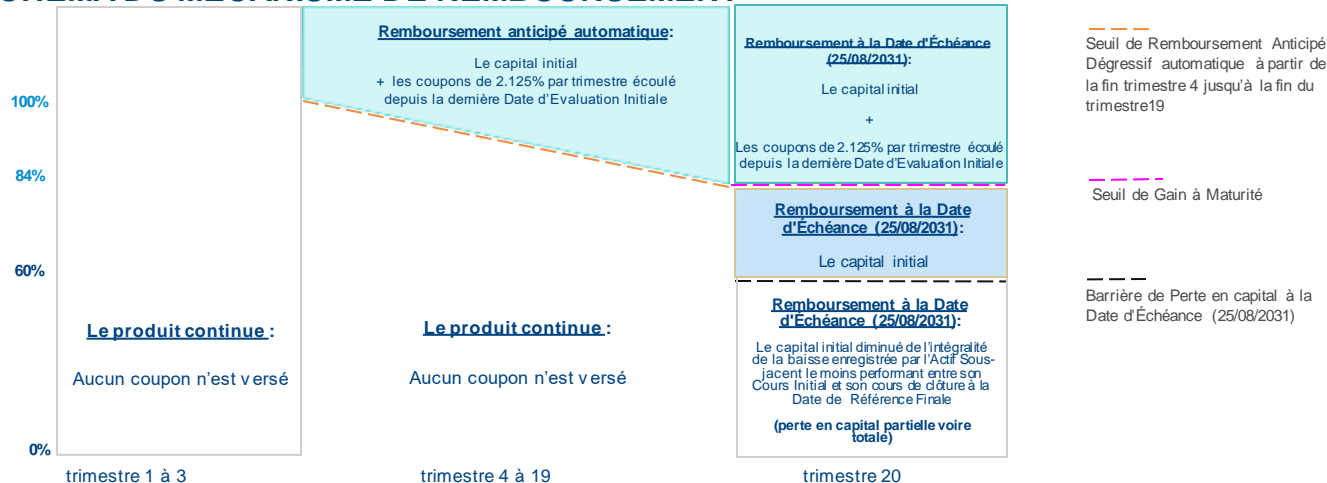 SCHÉMA DU MÉCANISME DE REMBOURSEMENT
Remboursement anticipé automatique:
Le capital initial
+ les coupons de 2.125% par trimestre écoulé
depuis la dernière Date d'Evaluation Initiale
Remboursement à la Date d'Échéance
(25/08/2031):
Le capital initial
+
Les coupons de 2.125% par trimestre écoulé
depuis la dernière Date d'Evaluation Initiale
Seuil de Remboursement Anticipé
Dégressif automatique à partir de
la fin trimestre 4 jusqu'à la fin du
trimestre19
100%
84%
Seuil de Gain à Maturité
Remboursement à la Date
d'Échéance (25/08/2031):
Le capital initial
60%
Barrière de Perte en capital à la
Date d'Échéance (25/08/2031)
Le produit continue :
Aucun coupon n'est versé
Le produit continue :
Aucun coupon n'est versé
Remboursement à la Date
d'Échéance (25/08/2031):
Le capital initial diminué de l'intégralité
de la baisse enregistrée par l'Actif Sous-
jacent le moins performant entre son
Cours Initial et son cours de clôture à la
Date de Référence Finale
(perte en capital partielle voire
totale)
0%
trimestre 1 à 3
trimestre 4 à 19
trimestre 20